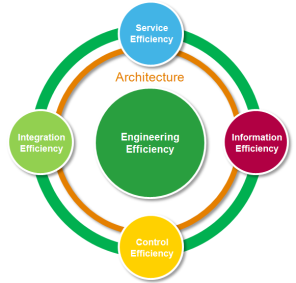 Service
Efficiency
Architecture
Integration
Efficiency
Engineering
Efficiency
Information
Efficiency
Control
Efficiency